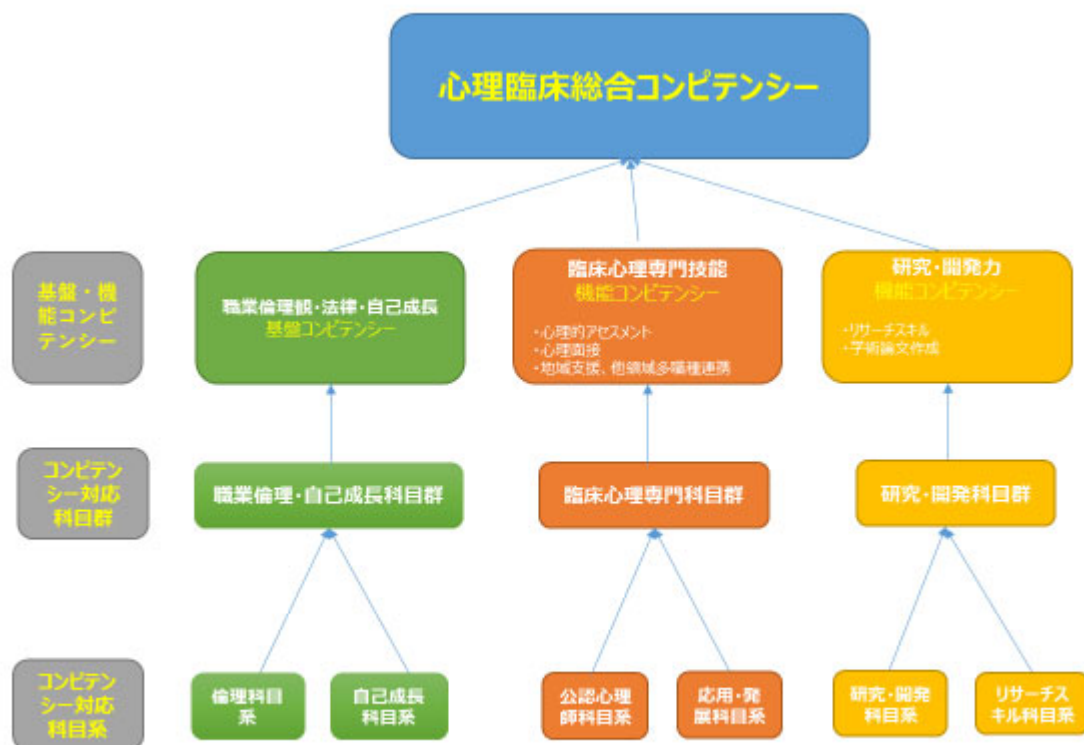 心理臨床総合コンピテンシー
基盤・機
能コンピ
テンシー
職業倫理観・法律・自己成長
基盤コンピテンシー
臨床心理専門技能
機能コンピテンシー
・心理的アセスメント
・心理面接
・地域支援、他領域多職種連携
研究・開発力
機能コンピテンシー
・リサーチスキル
・学術論文作成
コンピテン
シー対応
科目群
職業倫理・自己成長科目群
臨床心理専門科目群
研究・開発科目群
コンピテン
シー対応
科目系
倫理科目
系
自己成長
科目系
公認心理
師科目系
応用・発
展科目系
研究・開発
科目系
リサーチス
キル科目系